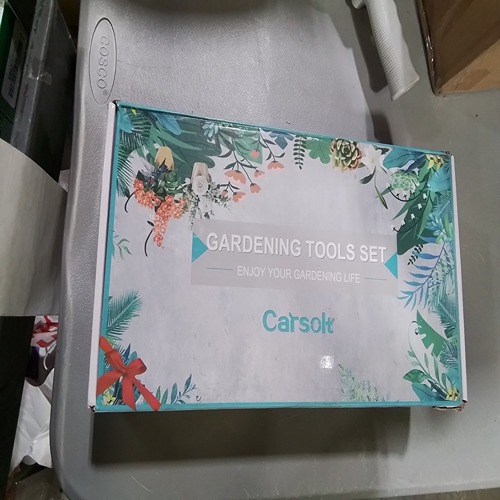 COSCO
GARDENING TOOLS SET
ENJOY YOUR GARDENING LIFE
Carsolt